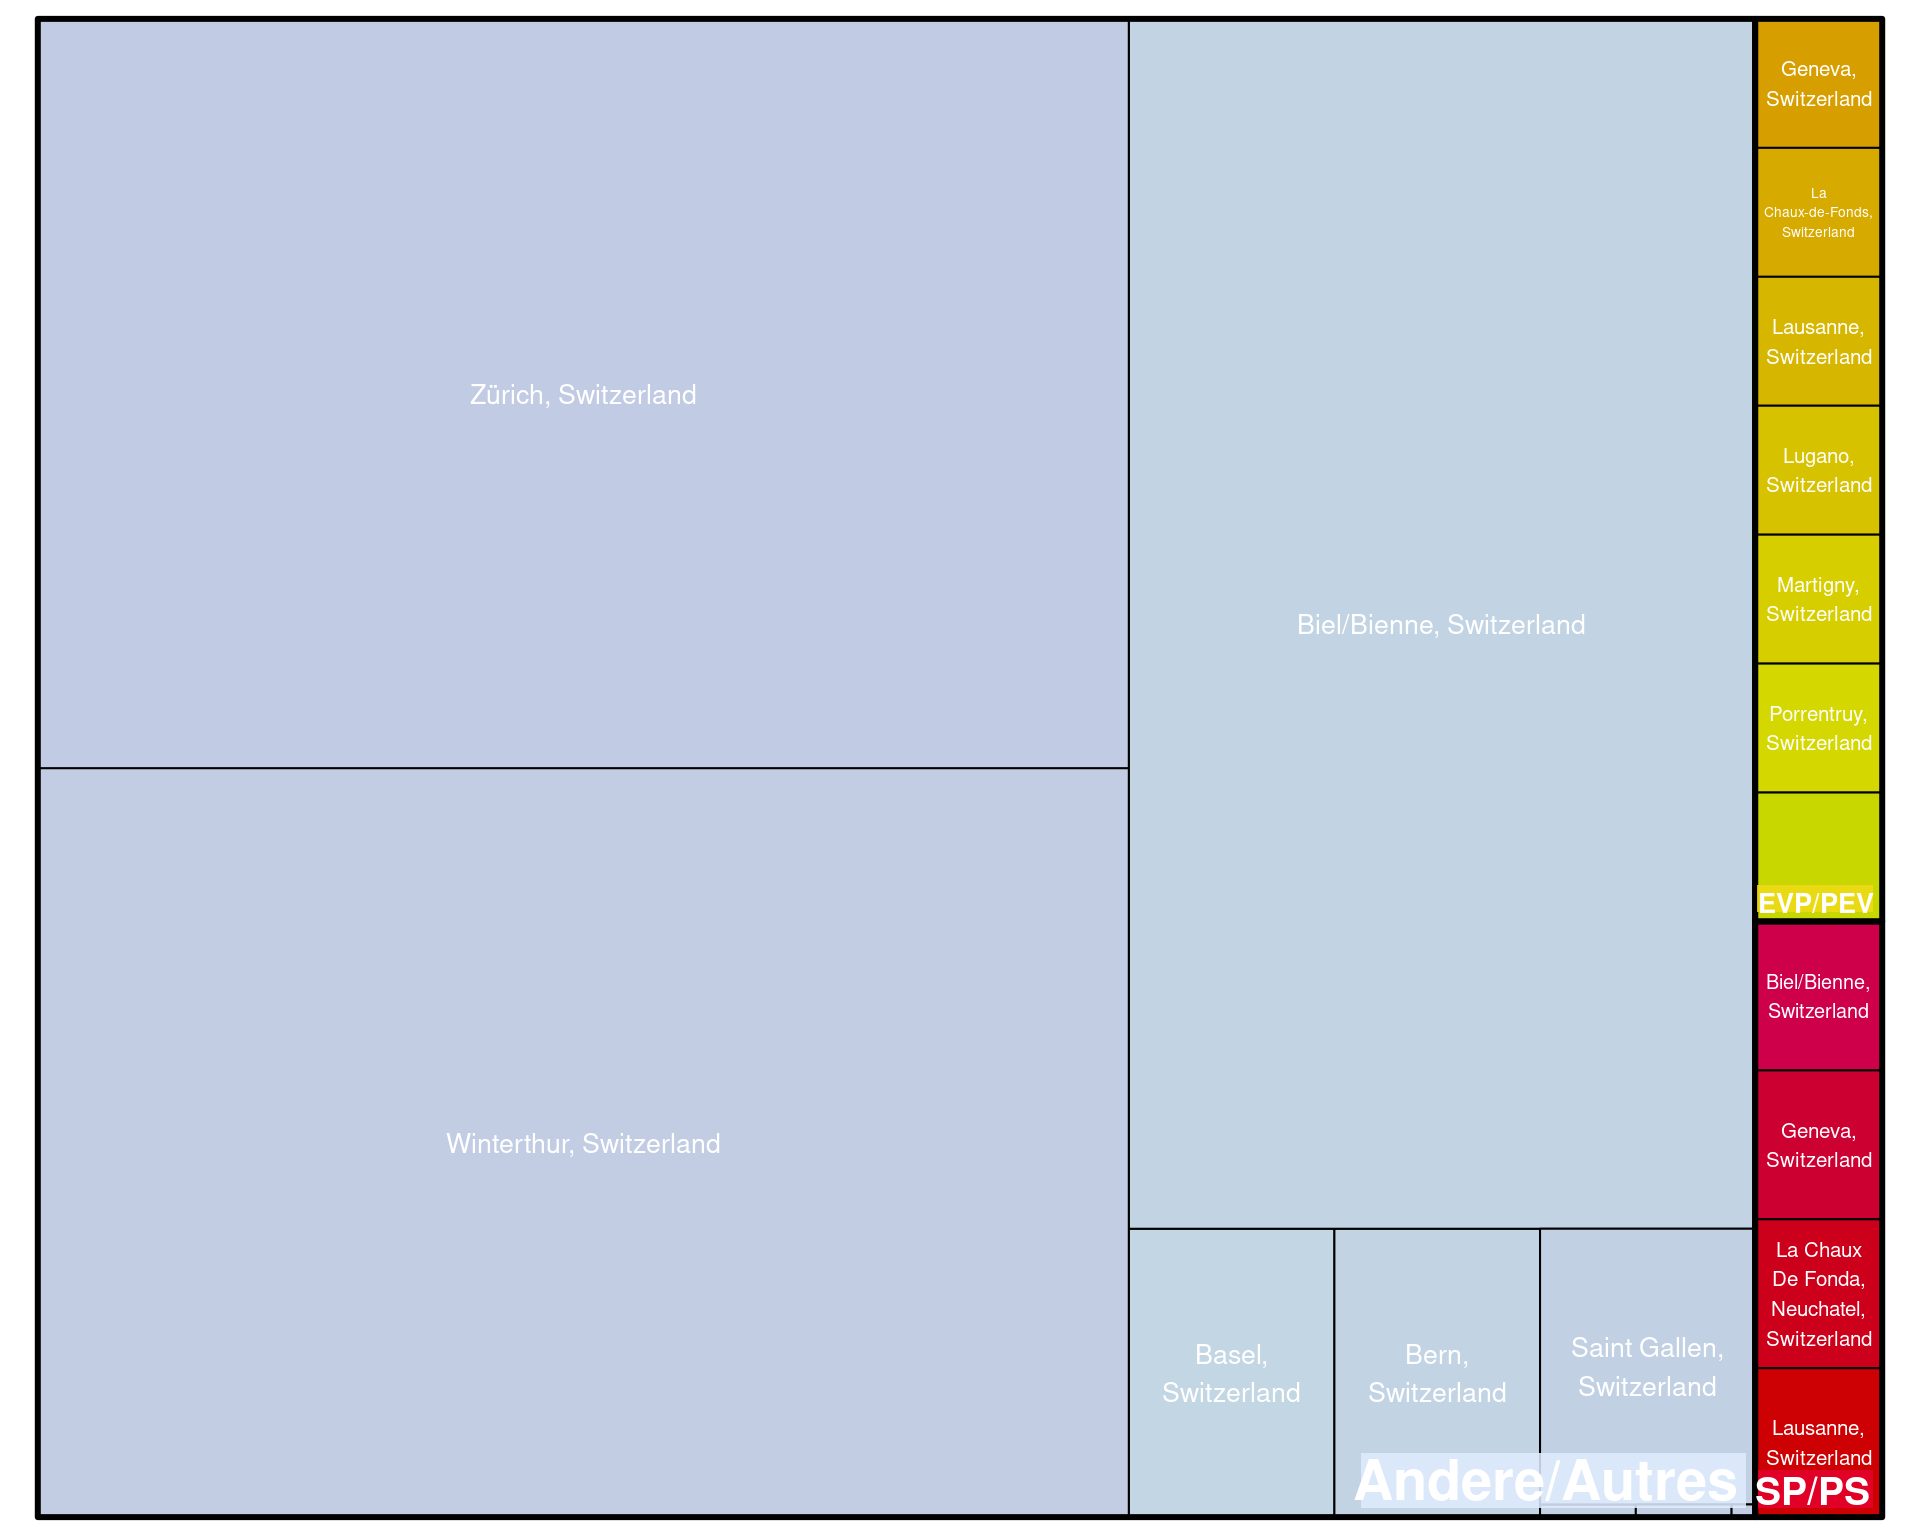 Zürich, Switzerland
Winterthur, Switzerland
Biel/Bienne, Switzerland
Basel,
Switzerland
Bern,
Switzerland
Saint Gallen,
Switzerland
Andere/Autres
Geneva,
Switzerland
La
Chaux-de-Fonds,
Switzerland
Lausanne,
Switzerland
Lugano,
Switzerland
Martigny,
Switzerland
Porrentruy,
Switzerland
EVP/PEV
Biel/Bienne,
Switzerland
Geneva,
Switzerland
La Chaux
De Fonda,
Neuchatel,
Switzerland
Lausanne,
Switzerland
SP/PS